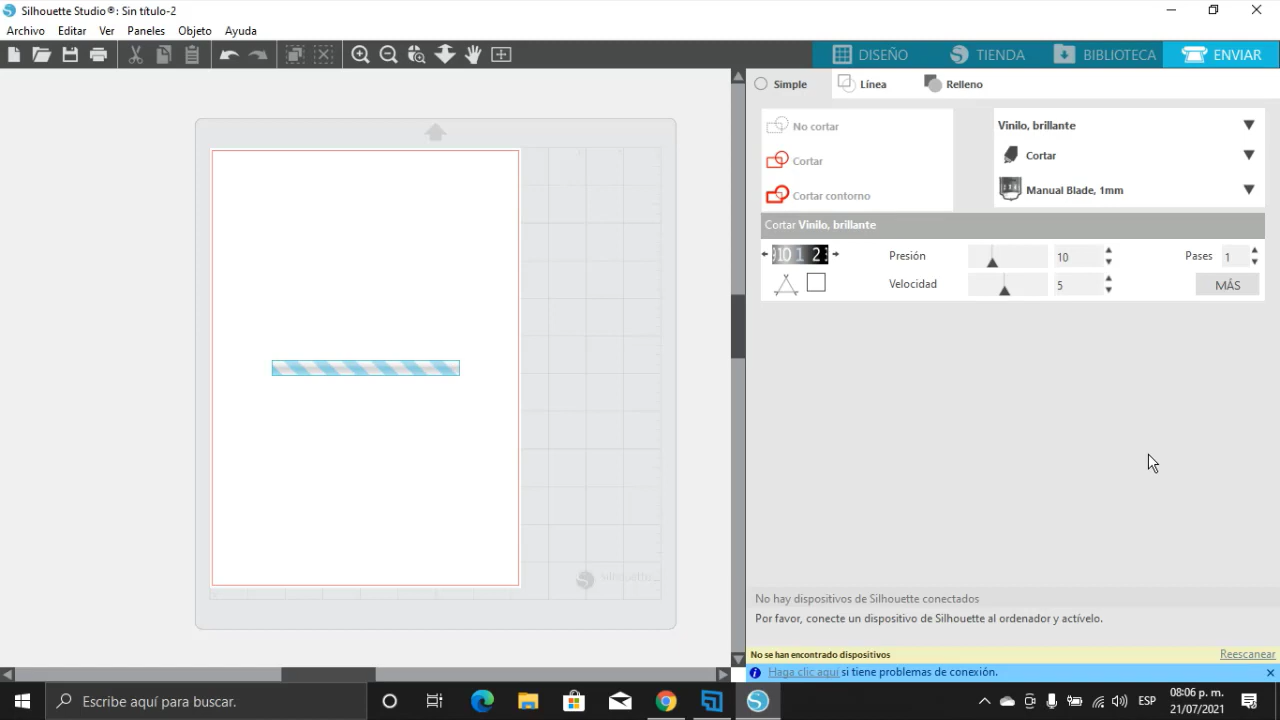 Silhouette Studio®: Sin título-2
Archivo Editar Ver Paneles Objeto Ayuda
DISEÑO TIENDA BIBLIOTECA ENVIAR
Simple Línea Relleno
No cortar
Cortar
Cortar contorno
Vinilo, brillante
Cortar
Manual Blade, 1mm
Cortar Vinilo, brillante
10 1 2 Presión 10 Pases 1
Velocidad 5 MÁS
silhouette
No hay dispositivos de Silhouette conectados
Por favor, conecte un dispositivo de Silhouette al ordenador y actívelo.
No se han encontrado dispositivos Reescanear
Haga clic aquí si tiene problemas de conexión.
Escribe aquí para buscar.
ESP
08:06 p. m.
21/07/2021